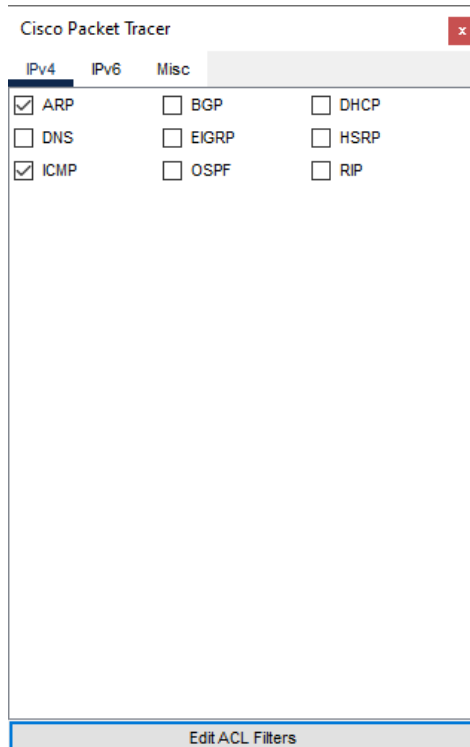 Cisco Packet Tracer x
IPv4 IPv6 Misc
ARP BGP DHCP
DNS EIGRP HSRP
ICMP OSPF RIP
Edit ACL Filters